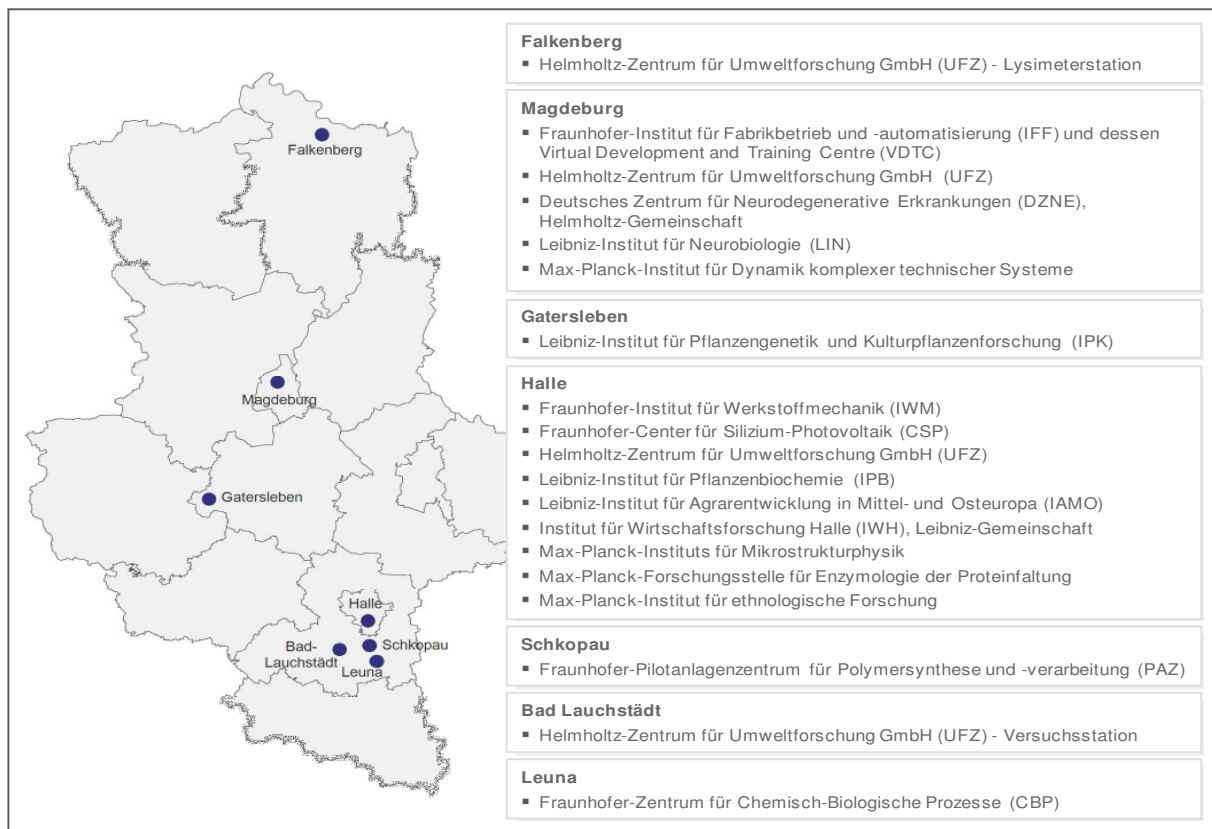 Falkenberg
Magdeburg
Gatersleben
Halle
Bad-
Lauchstädt
Schkopau
Leuna
Falkenberg
▪ Helmholtz-Zentrum für Umweltforschung GmbH (UFZ) - Lysimeterstation
Magdeburg
▪ Fraunhofer-Institut für Fabrikbetrieb und -automatisierung (IFF) und dessen
Virtual Development and Training Centre (VDTC)
▪ Helmholtz-Zentrum für Umweltforschung GmbH (UFZ)
▪ Deutsches Zentrum für Neurodegenerative Erkrankungen (DZNE),
Helmholtz-Gemeinschaft
▪ Leibniz-Institut für Neurobiologie (LIN)
▪ Max-Planck-Institut für Dynamik komplexer technischer Systeme
Gatersleben
▪ Leibniz-Institut für Pflanzengenetik und Kulturpflanzenforschung (IPK)
Halle
▪ Fraunhofer-Institut für Werkstoffmechanik (IWM)
▪ Fraunhofer-Center für Silizium-Photovoltaik (CSP)
▪ Helmholtz-Zentrum für Umweltforschung GmbH (UFZ)
▪ Leibniz-Institut für Pflanzenbiochemie (IPB)
▪ Leibniz-Institut für Agrarentwicklung in Mittel- und Osteuropa (IAMO)
▪ Institut für Wirtschaftsforschung Halle (IWH), Leibniz-Gemeinschaft
▪ Max-Planck-Instituts für Mikrostrukturphysik
▪ Max-Planck-Forschungsstelle für Enzymologie der Proteinfaltung
▪ Max-Planck-Institut für ethnologische Forschung
Schkopau
▪ Fraunhofer-Pilotanlagenzentrum für Polymersynthese und -verarbeitung (PAZ)
Bad Lauchstädt
▪ Helmholtz-Zentrum für Umweltforschung GmbH (UFZ) - Versuchsstation
Leuna
▪ Fraunhofer-Zentrum für Chemisch-Biologische Prozesse (CBP)